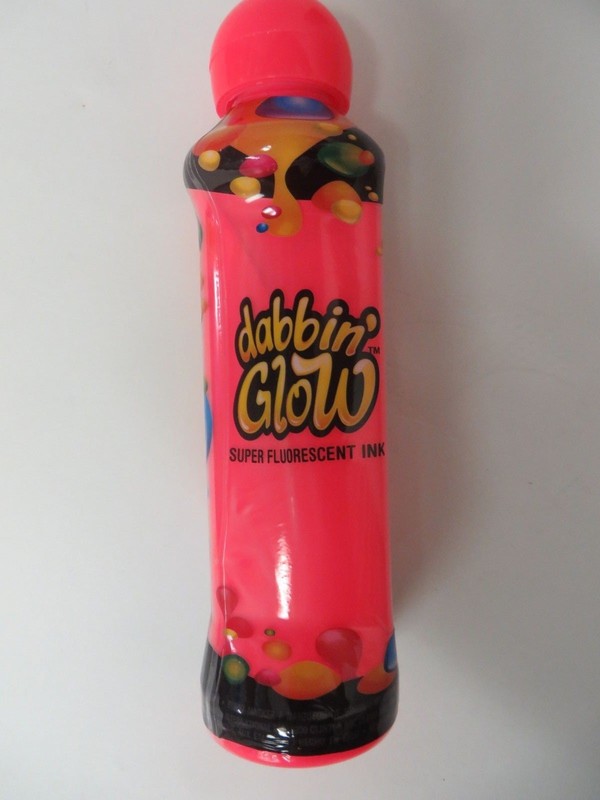 dabbin'™
GloW
SUPER FLUORESCENT INK